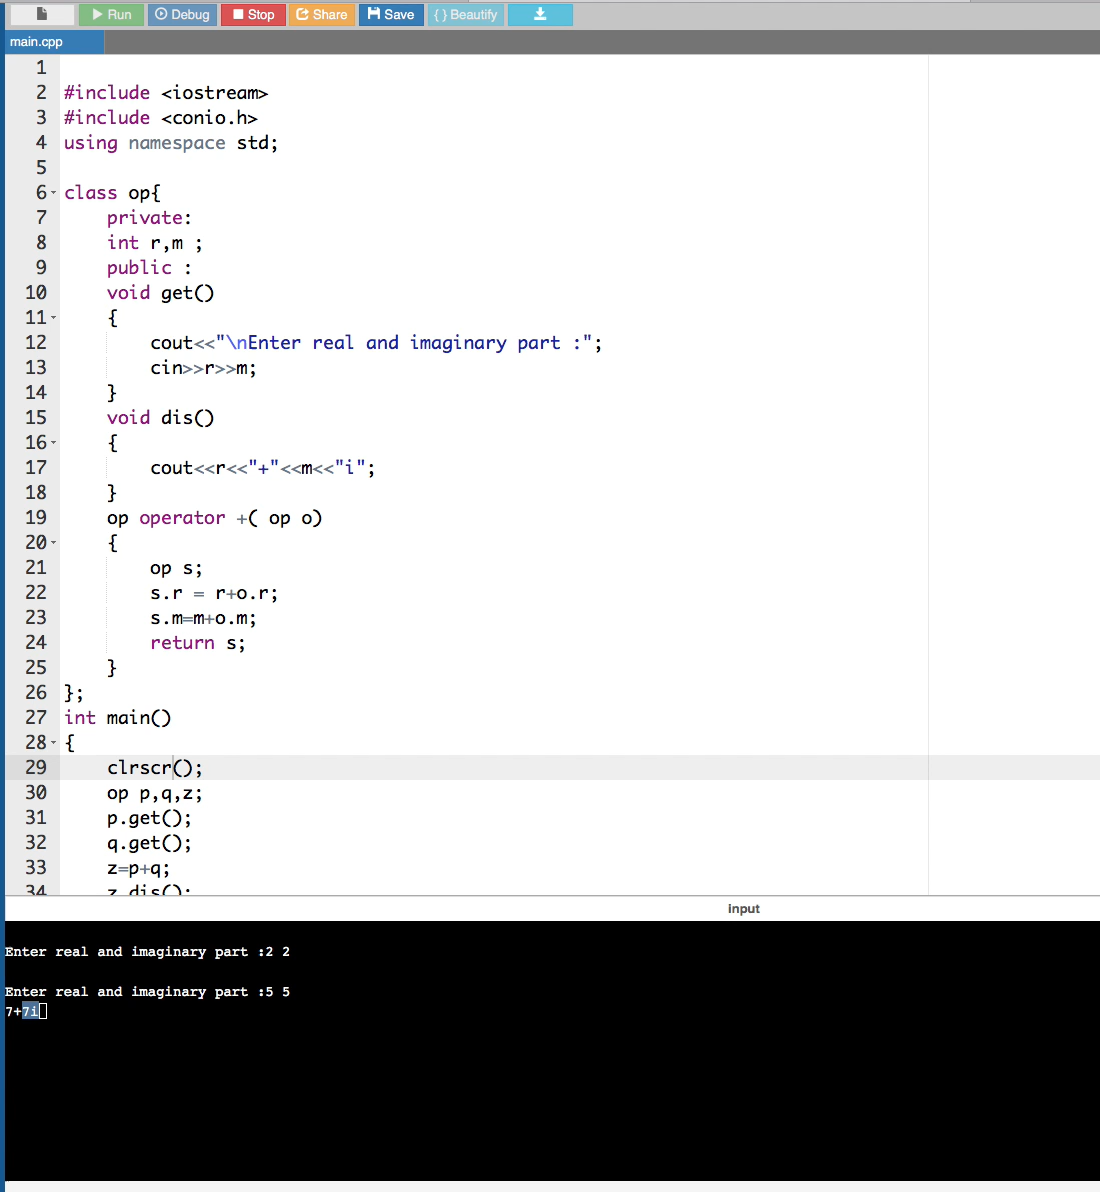 Run Debug Stop Share Save { } Beautify
main.cpp
1
2 #include <iostream>
3 #include <conio.h>
4 using namespace std;
5
6 class op{
7     private:
8     int r,m ;
9     public :
10     void get()
11     {
12         cout<<"\nEnter real and imaginary part :";
13         cin>>r>>m;
14     }
15     void dis()
16     {
17         cout<<r<<"+"<<m<<"i";
18     }
19     op operator +( op o)
20     {
21         op s;
22         s.r = r+o.r;
23         s.m=m+o.m;
24         return s;
25     }
26 };
27 int main()
28 {
29     clrscr();
30     op p,q,z;
31     p.get();
32     q.get();
33     z=p+q;
34     z.dis();
input
Enter real and imaginary part :2 2
Enter real and imaginary part :5 5
7+7i